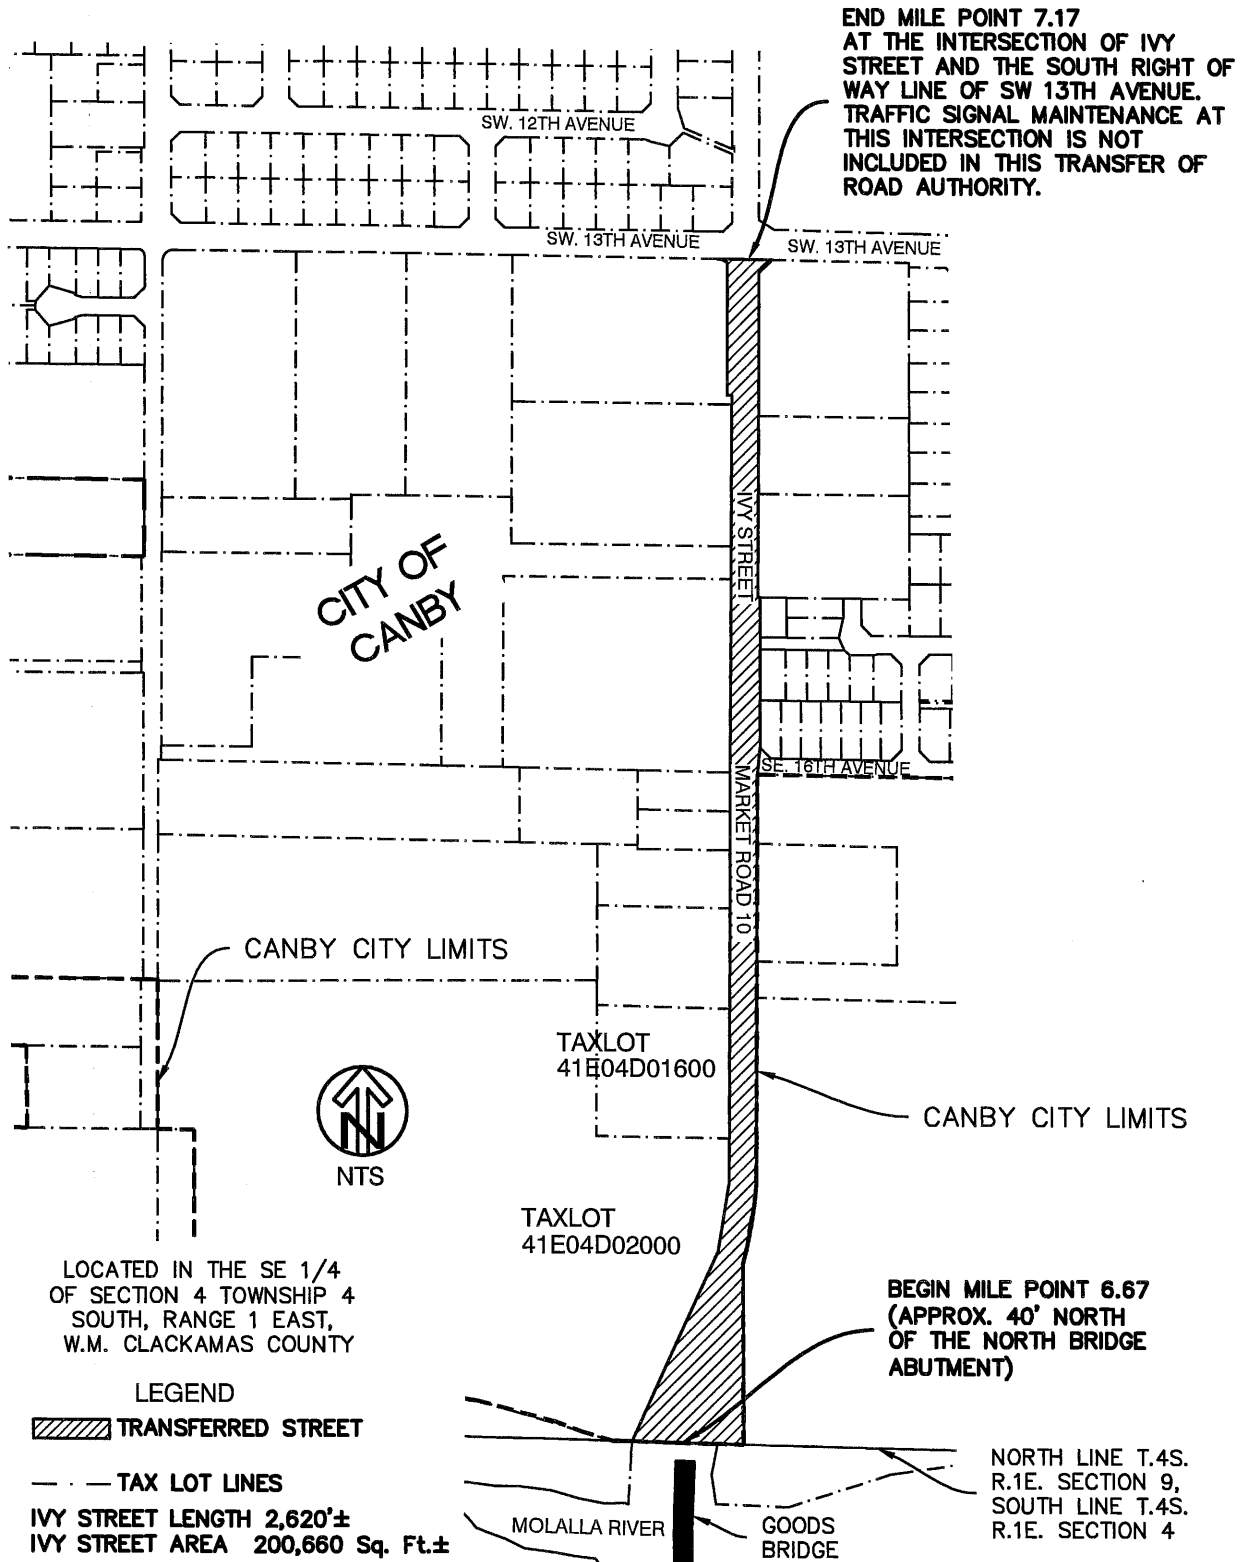 END MILE POINT 7.17
AT THE INTERSECTION OF IVY
STREET AND THE SOUTH RIGHT OF
WAY LINE OF SW 13TH AVENUE.
TRAFFIC SIGNAL MAINTENANCE AT
THIS INTERSECTION IS NOT
INCLUDED IN THIS TRANSFER OF
ROAD AUTHORITY.
SW. 12TH AVENUE
SW. 13TH AVENUE
SW. 13TH AVENUE
IVY STREET
CITY OF
CANBY
SE. 16TH AVENUE
MARKET ROAD 10
CANBY CITY LIMITS
TAXLOT
41E04D01600
CANBY CITY LIMITS
N
NTS
TAXLOT
41E04D02000
LOCATED IN THE SE 1/4
OF SECTION 4 TOWNSHIP 4
SOUTH, RANGE 1 EAST,
W.M. CLACKAMAS COUNTY
BEGIN MILE POINT 6.67
(APPROX. 40' NORTH
OF THE NORTH BRIDGE
ABUTMENT)
LEGEND
TRANSFERRED STREET
TAX LOT LINES
IVY STREET LENGTH 2,620'±
IVY STREET AREA 200,660 Sq. Ft.±
MOLALLA RIVER
GOODS
BRIDGE
NORTH LINE T.4S.
R.1E. SECTION 9,
SOUTH LINE T.4S.
R.1E. SECTION 4